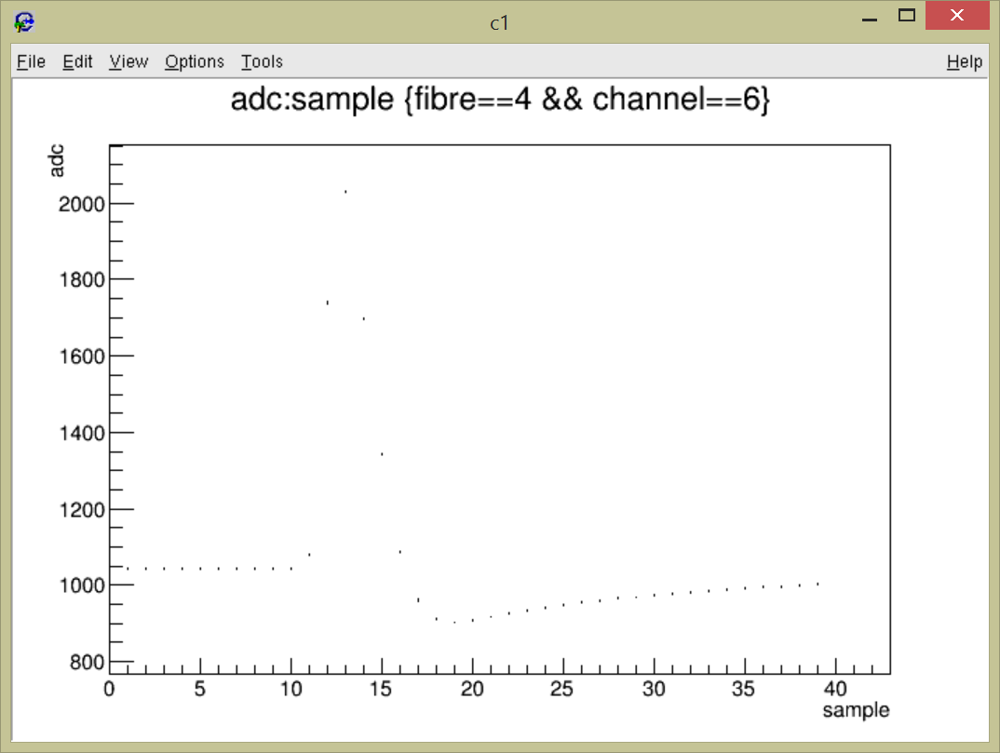 c1
File Edit View Options Tools Help
adc:sample {fibre==4 && channel==6}
adc
2000
1800
1600
1400
1200
1000
800
0 5 10 15 20 25 30 35 40
sample